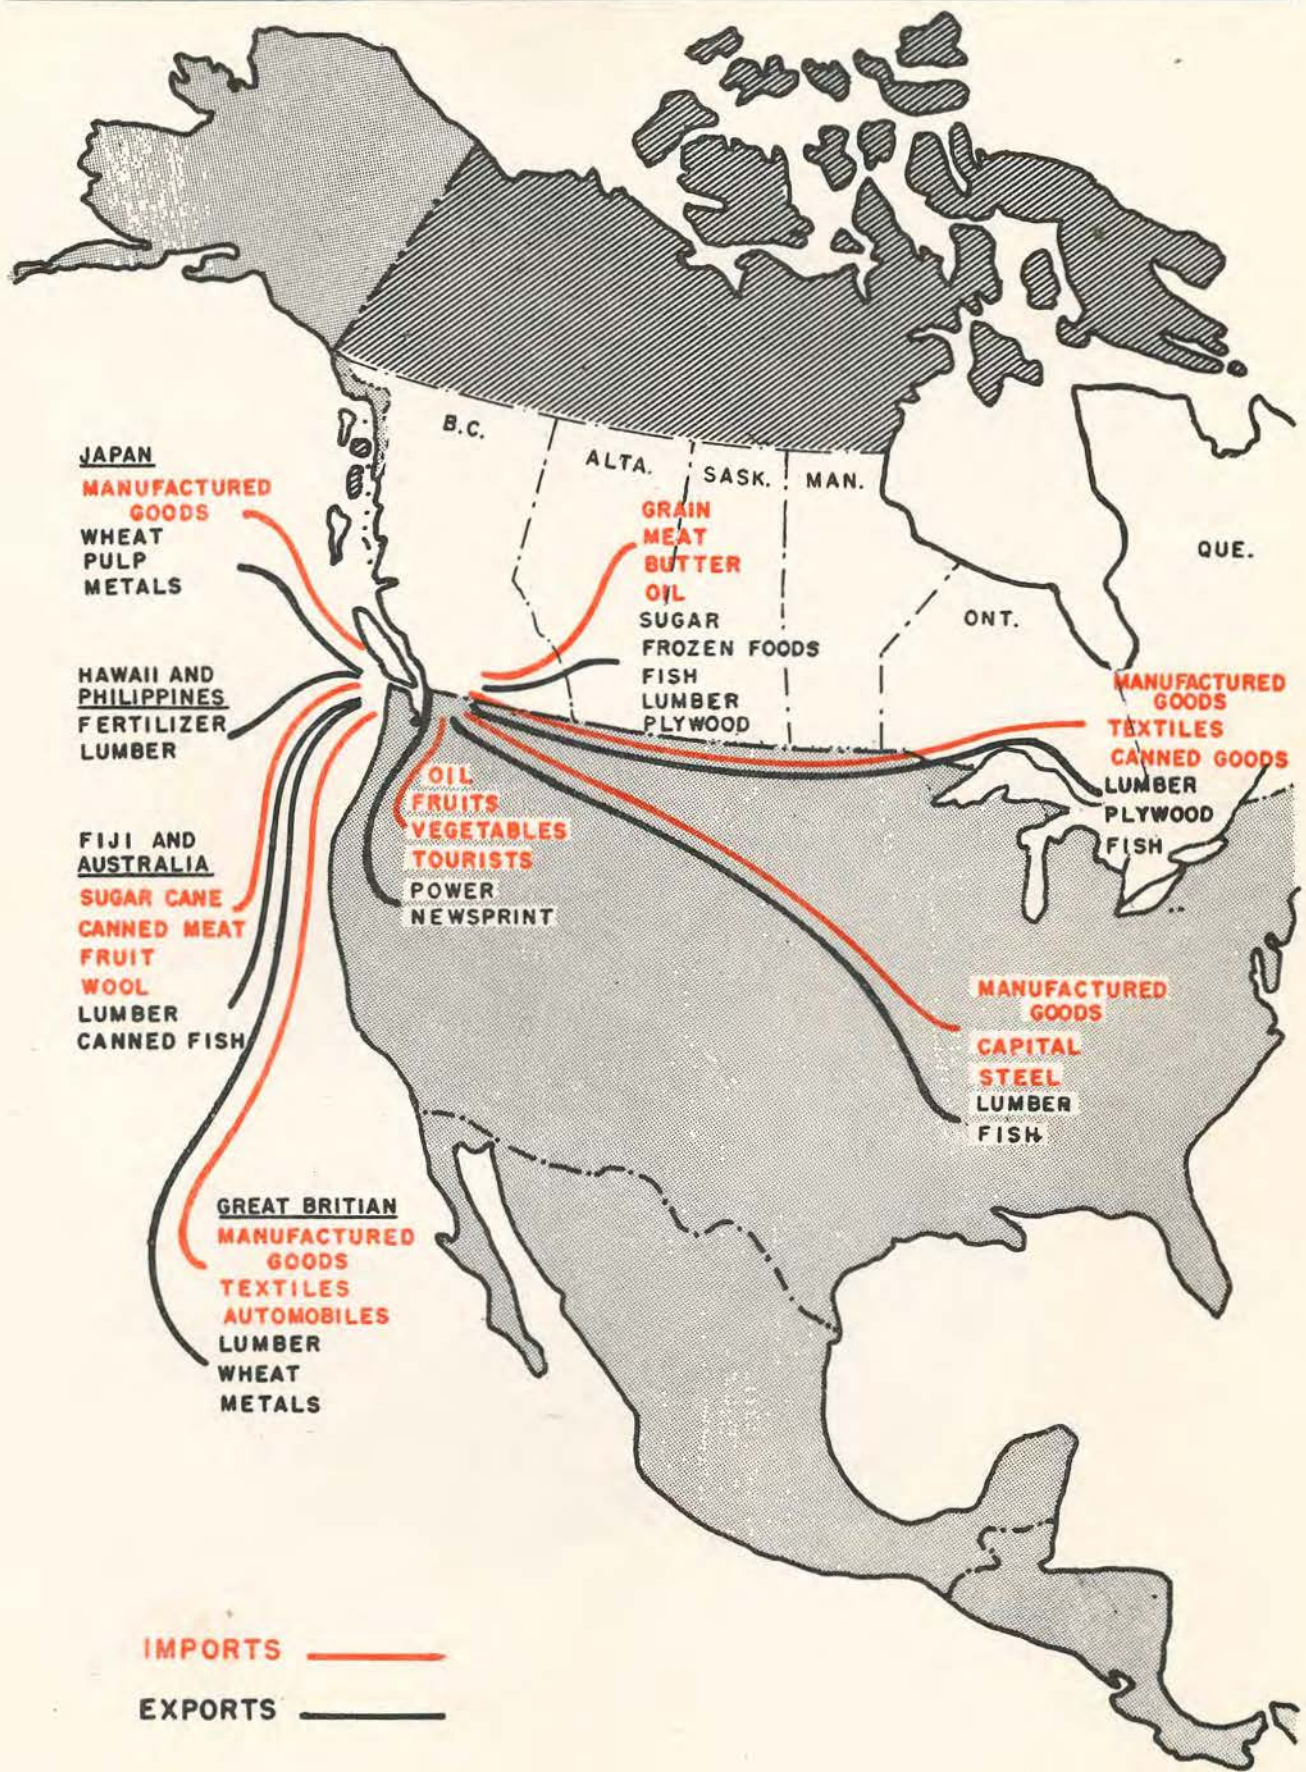 B.C.
ALTA.
SASK.
MAN.
QUE.
ONT.
JAPAN
MANUFACTURED
GOODS
WHEAT
PULP
METALS
HAWAII AND
PHILIPPINES
FERTILIZER
LUMBER
FIJI AND
AUSTRALIA
SUGAR CANE
CANNED MEAT
FRUIT
WOOL
LUMBER
CANNED FISH
GREAT BRITIAN
MANUFACTURED
GOODS
TEXTILES
AUTOMOBILES
LUMBER
WHEAT
METALS
GRAIN
MEAT
BUTTER
OIL
SUGAR
FROZEN FOODS
FISH
LUMBER
PLYWOOD
OIL
FRUITS
VEGETABLES
TOURISTS
POWER
NEWSPRINT
MANUFACTURED
GOODS
TEXTILES
CANNED GOODS
LUMBER
PLYWOOD
FISH
MANUFACTURED
GOODS
CAPITAL
STEEL
LUMBER
FISH
IMPORTS
EXPORTS